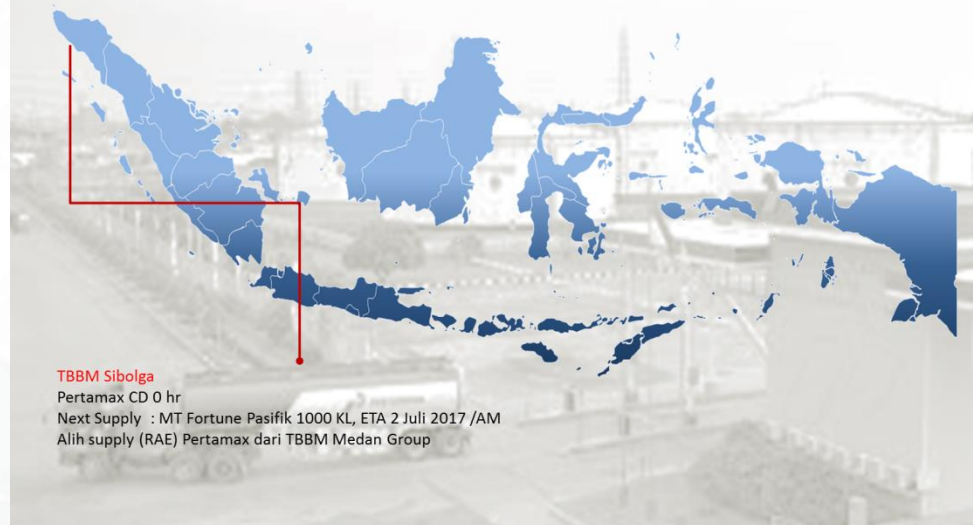 TBBM Sibolga
Pertamax CD 0 hr
Next Supply : MT Fortune Pasifik 1000 KL, ETA 2 Juli 2017 /AM
Alih supply (RAE) Pertamax dari TBBM Medan Group